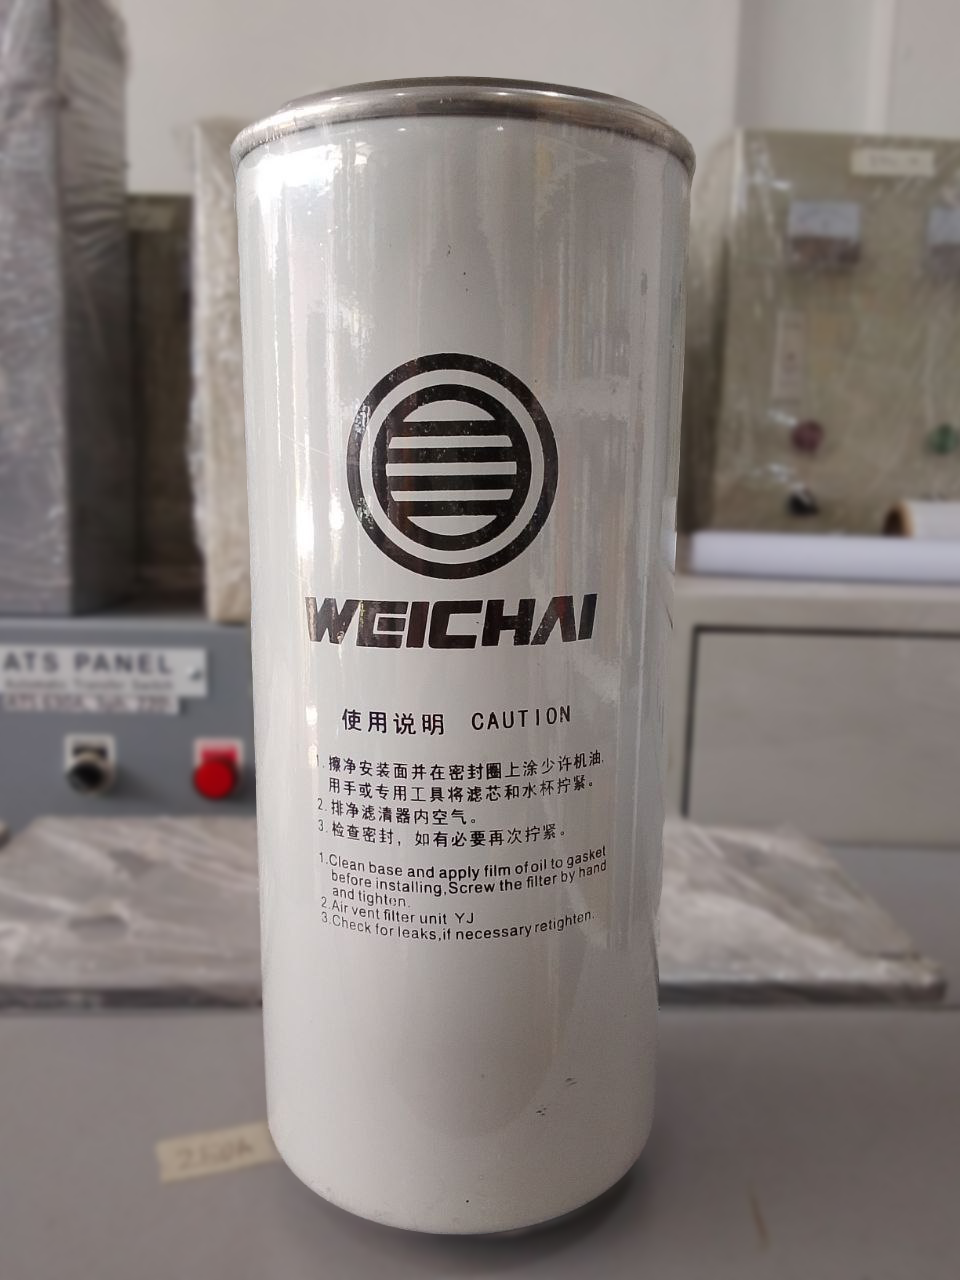 WEICHAI
使用说明 CAUTION
1.擦净安装面并在密封圈上涂少许机油,
用手或专用工具将滤芯和水杯拧紧。
2.排净滤清器内空气。
3.检查密封,如有必要再次拧紧。
1.Clean base and apply film of oil to gasket
before installing,Screw the filter by hand
and tighten.
2.Air vent filter unit YJ
3.Check for leaks,if necessary retighten.
ATS PANEL
Automatic Transfer Switch